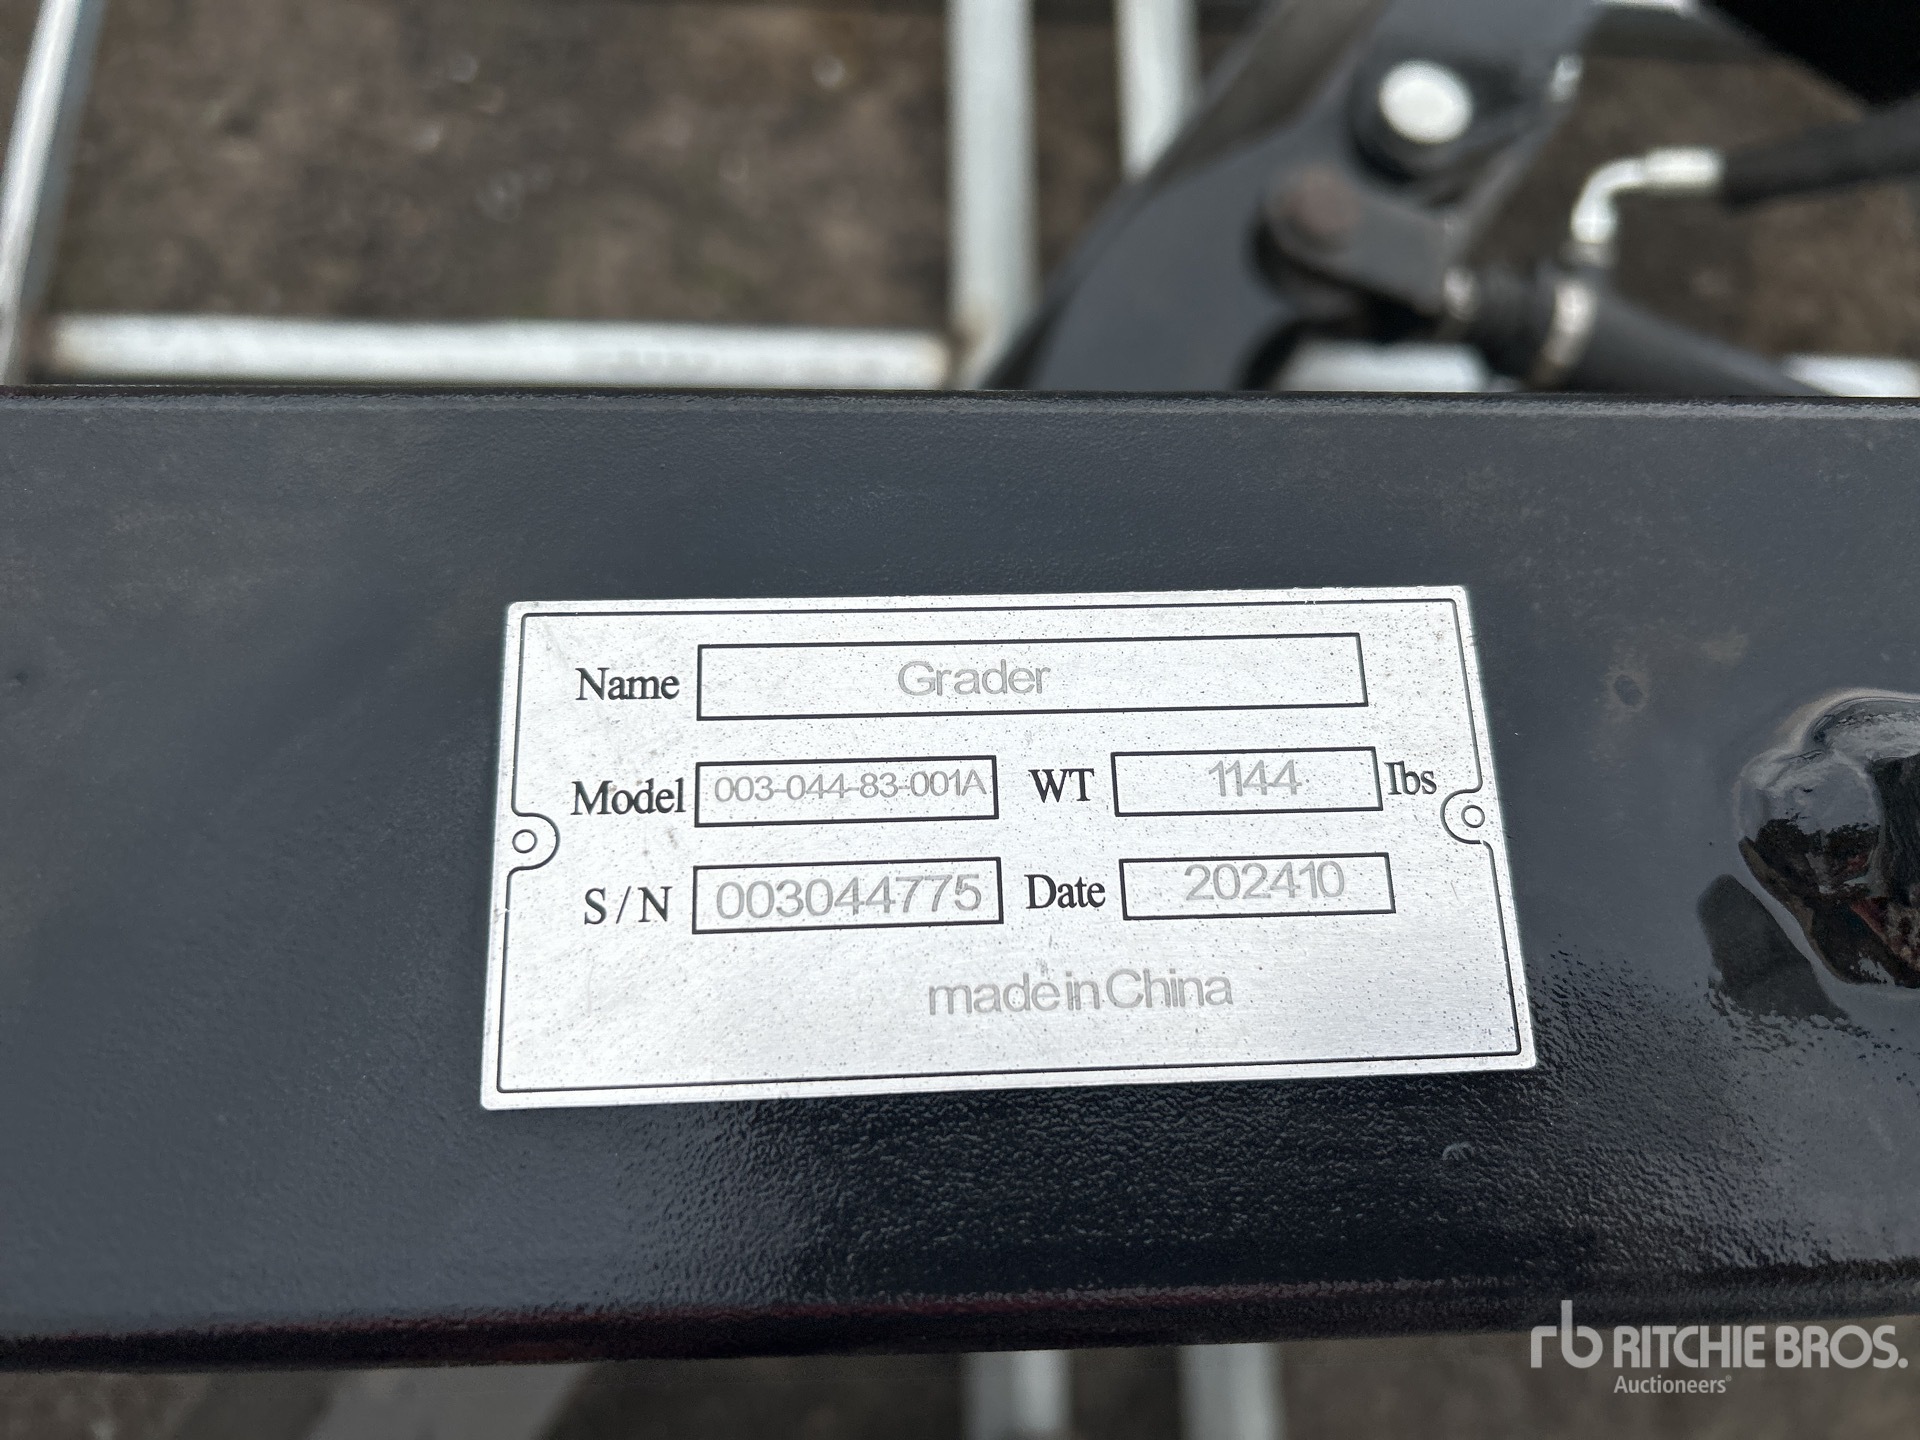 Name Grader
Model 003-044-83-001A WT 1144 lbs
S/N 003044775 Date 202410
made in China
rb RITCHIE BROS.
Auctioneers